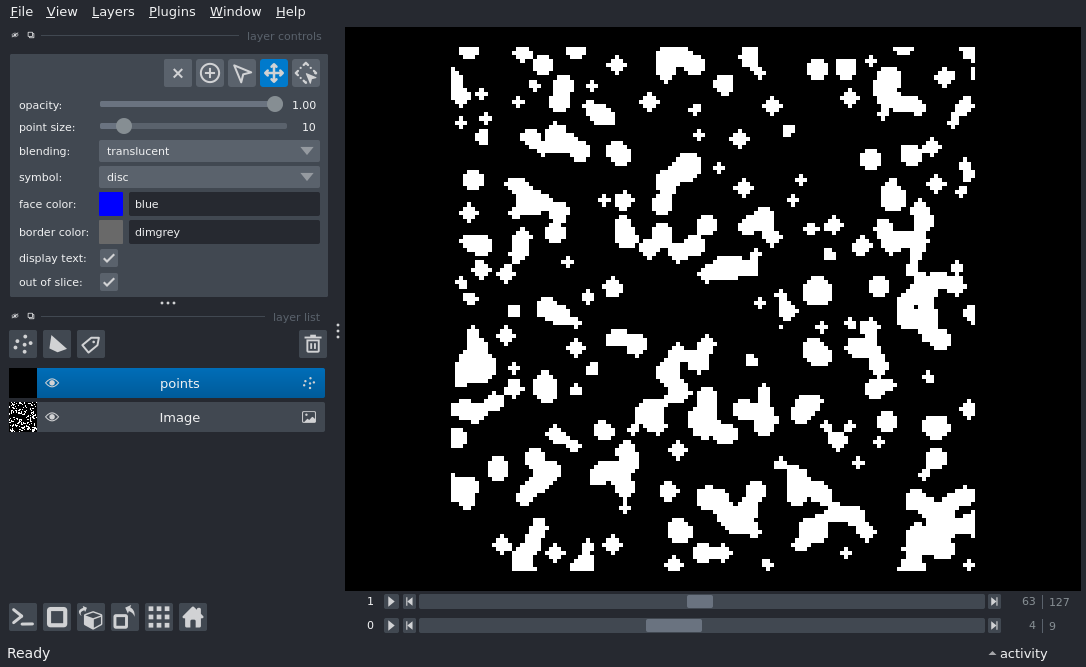 File View Layers Plugins Window Help
layer controls
opacity: 1.00
point size: 10
blending: translucent
symbol: disc
face color: blue
border color: dimgrey
display text:
out of slice:
layer list
points
Image
1 63 127
0 4 9
Ready activity